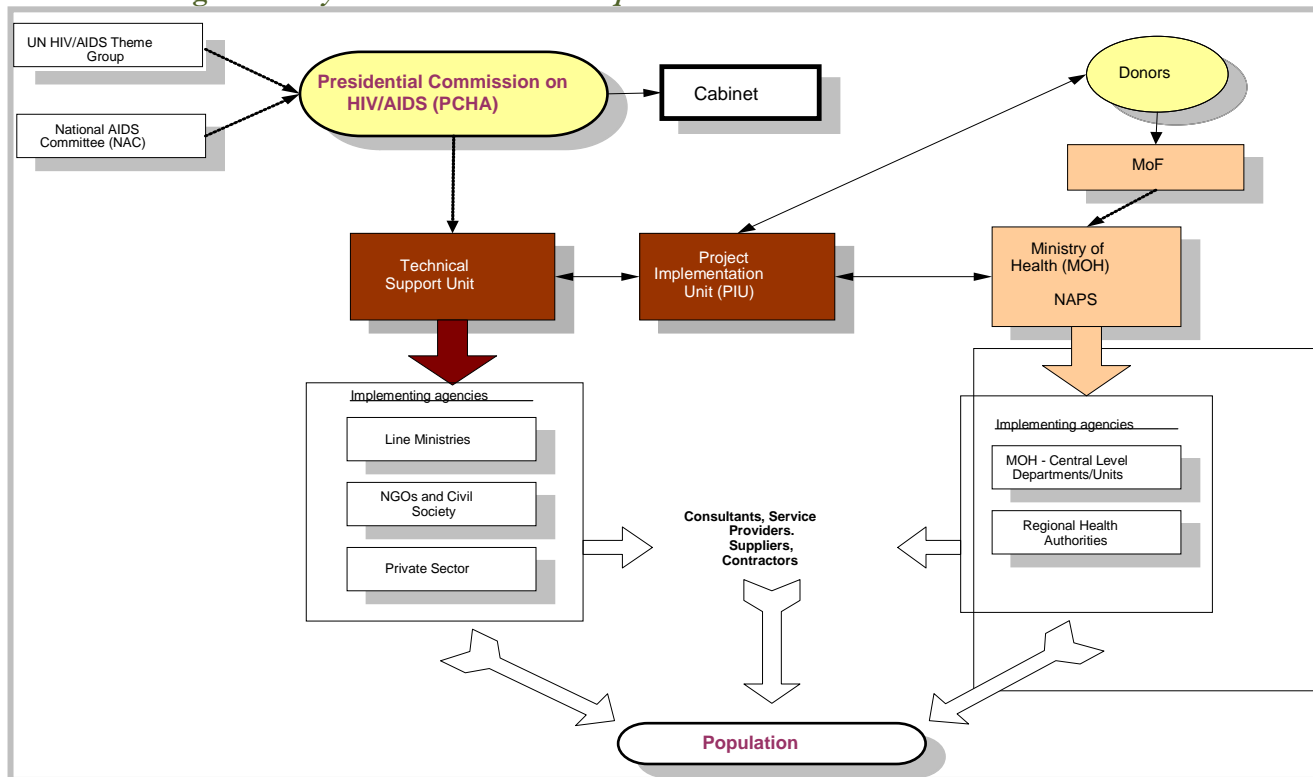 UN HIV/AIDS Theme
Group
National AIDS
Committee (NAC)
Presidential Commission on
HIV/AIDS (PCHA)
Cabinet
Donors
MoF
Technical
Support Unit
Project
Implementation
Unit (PIU)
Ministry of
Health (MOH)
NAPS
Implementing agencies
Line Ministries
NGOs and Civil
Society
Private Sector
Consultants, Service
Providers.
Suppliers,
Contractors
Implementing agencies
MOH - Central Level
Departments/Units
Regional Health
Authorities
Population